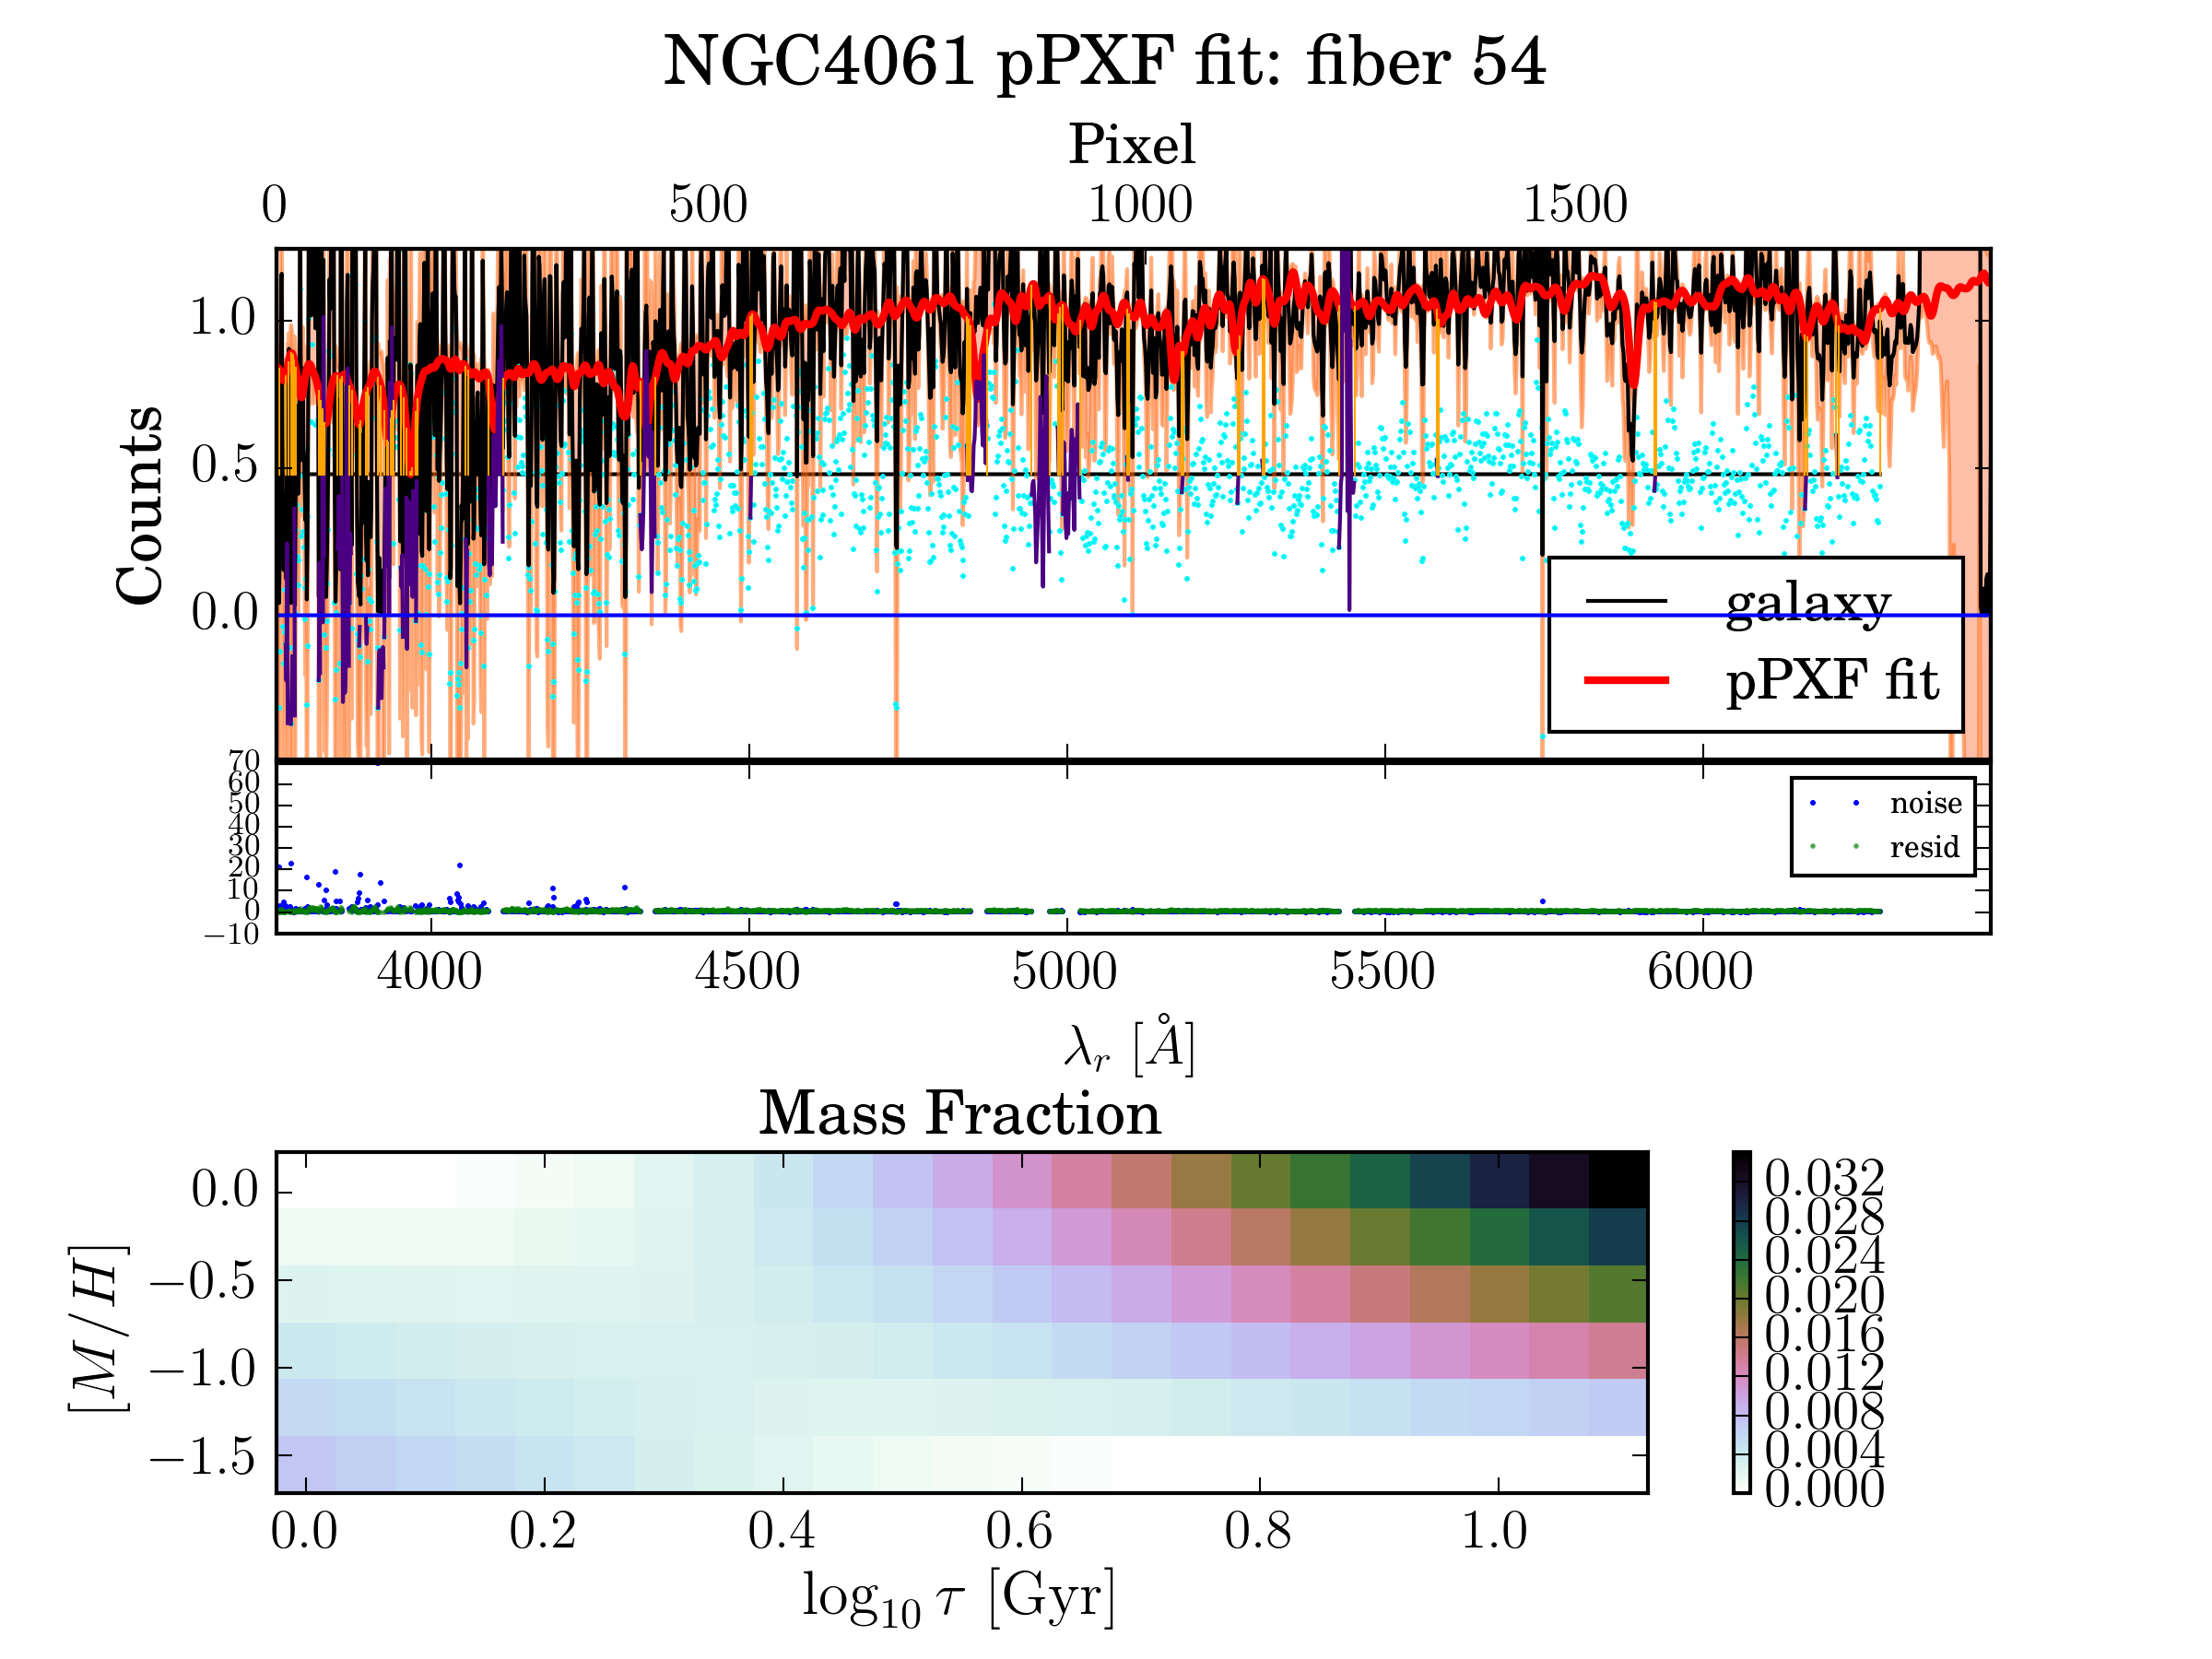 NGC4061 pPXF fit: fiber 54
Pixel
0 500 1000 1500
1.0
0.5
0.0
Counts
galaxy
pPXF fit
70
60
50
40
30
20
10
0
−10
noise
resid
4000 4500 5000 5500 6000
λr [Å]
Mass Fraction
0.0
−0.5
−1.0
−1.5
[M/H]
0.032
0.028
0.024
0.020
0.016
0.012
0.008
0.004
0.000
0.0 0.2 0.4 0.6 0.8 1.0
log10 τ [Gyr]